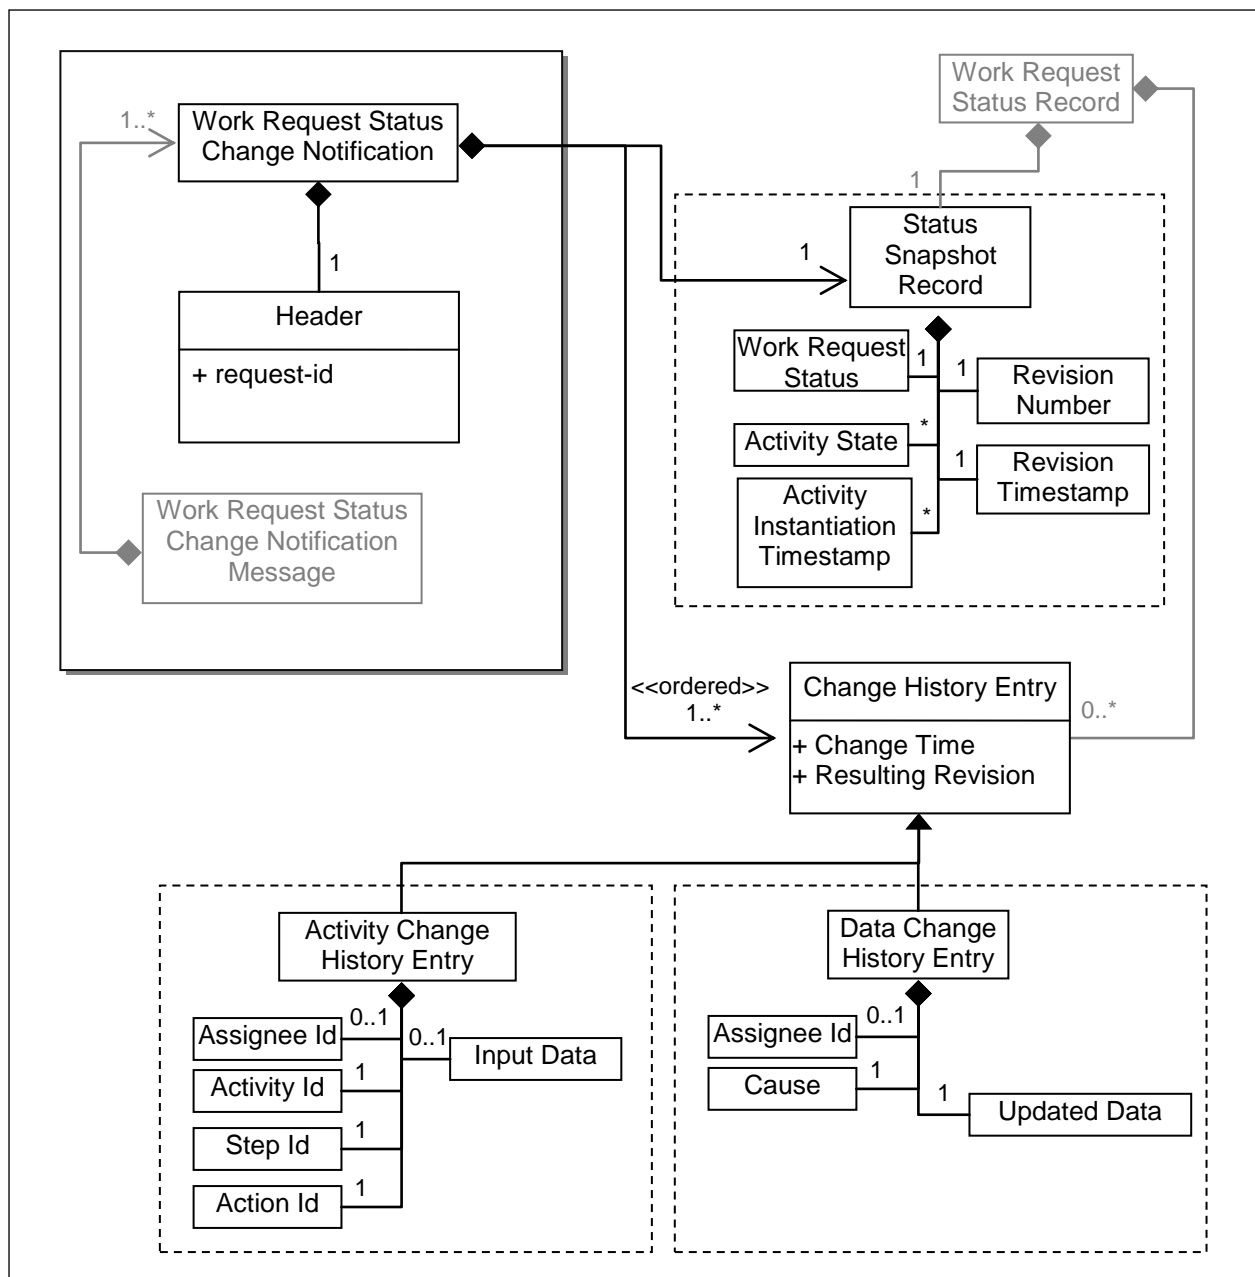 Work Request
Status Record
1..*
Work Request Status
Change Notification
1
Status
Snapshot
Record
1
1
Header
+ request-id
Work Request
Status
1
1
Revision
Number
Activity State
*
1
Revision
Timestamp
Activity
Instantiation
Timestamp
*
Work Request Status
Change Notification
Message
<<ordered>>
1..*
Change History Entry
0..*
+ Change Time
+ Resulting Revision
Activity Change
History Entry
0..1
Assignee Id
0..1
Input Data
1
Activity Id
1
Step Id
1
Action Id
Data Change
History Entry
0..1
Assignee Id
1
Cause
1
Updated Data